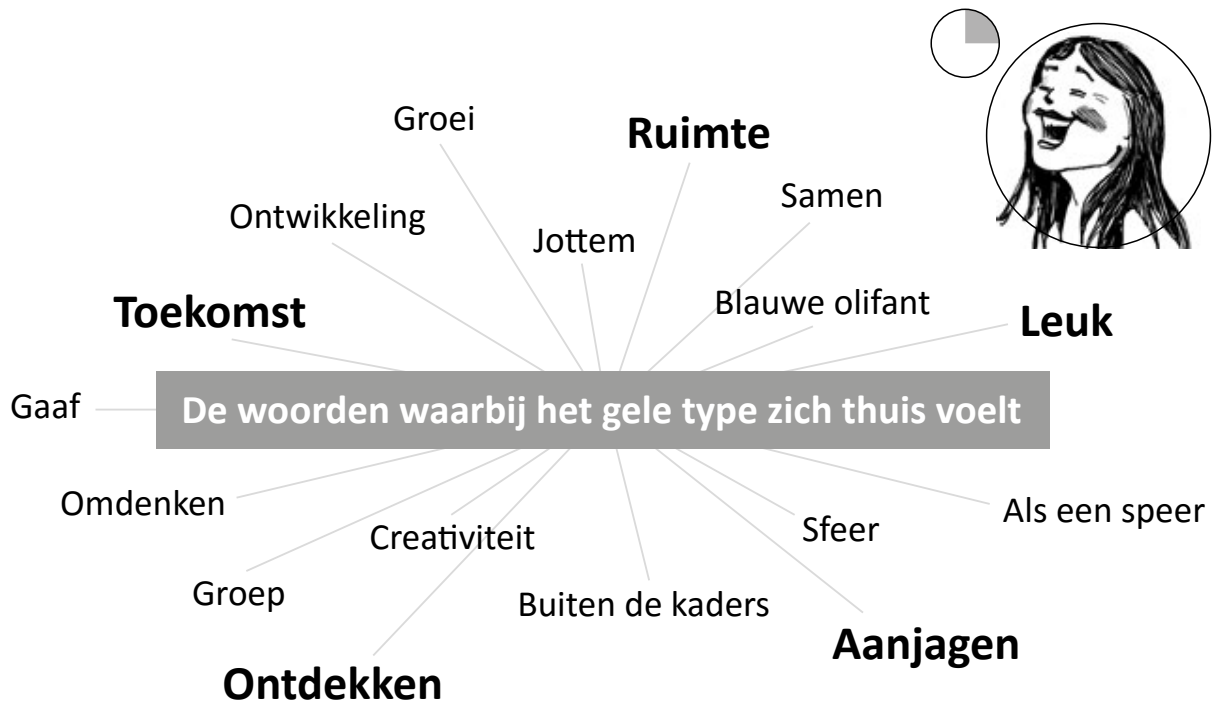 Groei
Ruimte
Samen
Ontwikkeling
Jottem
Blauwe olifant
Toekomst
Leuk
Gaaf
De woorden waarbij het gele type zich thuis voelt
Omdenken
Als een speer
Sfeer
Creativiteit
Groep
Buiten de kaders
Aanjagen
Ontdekken